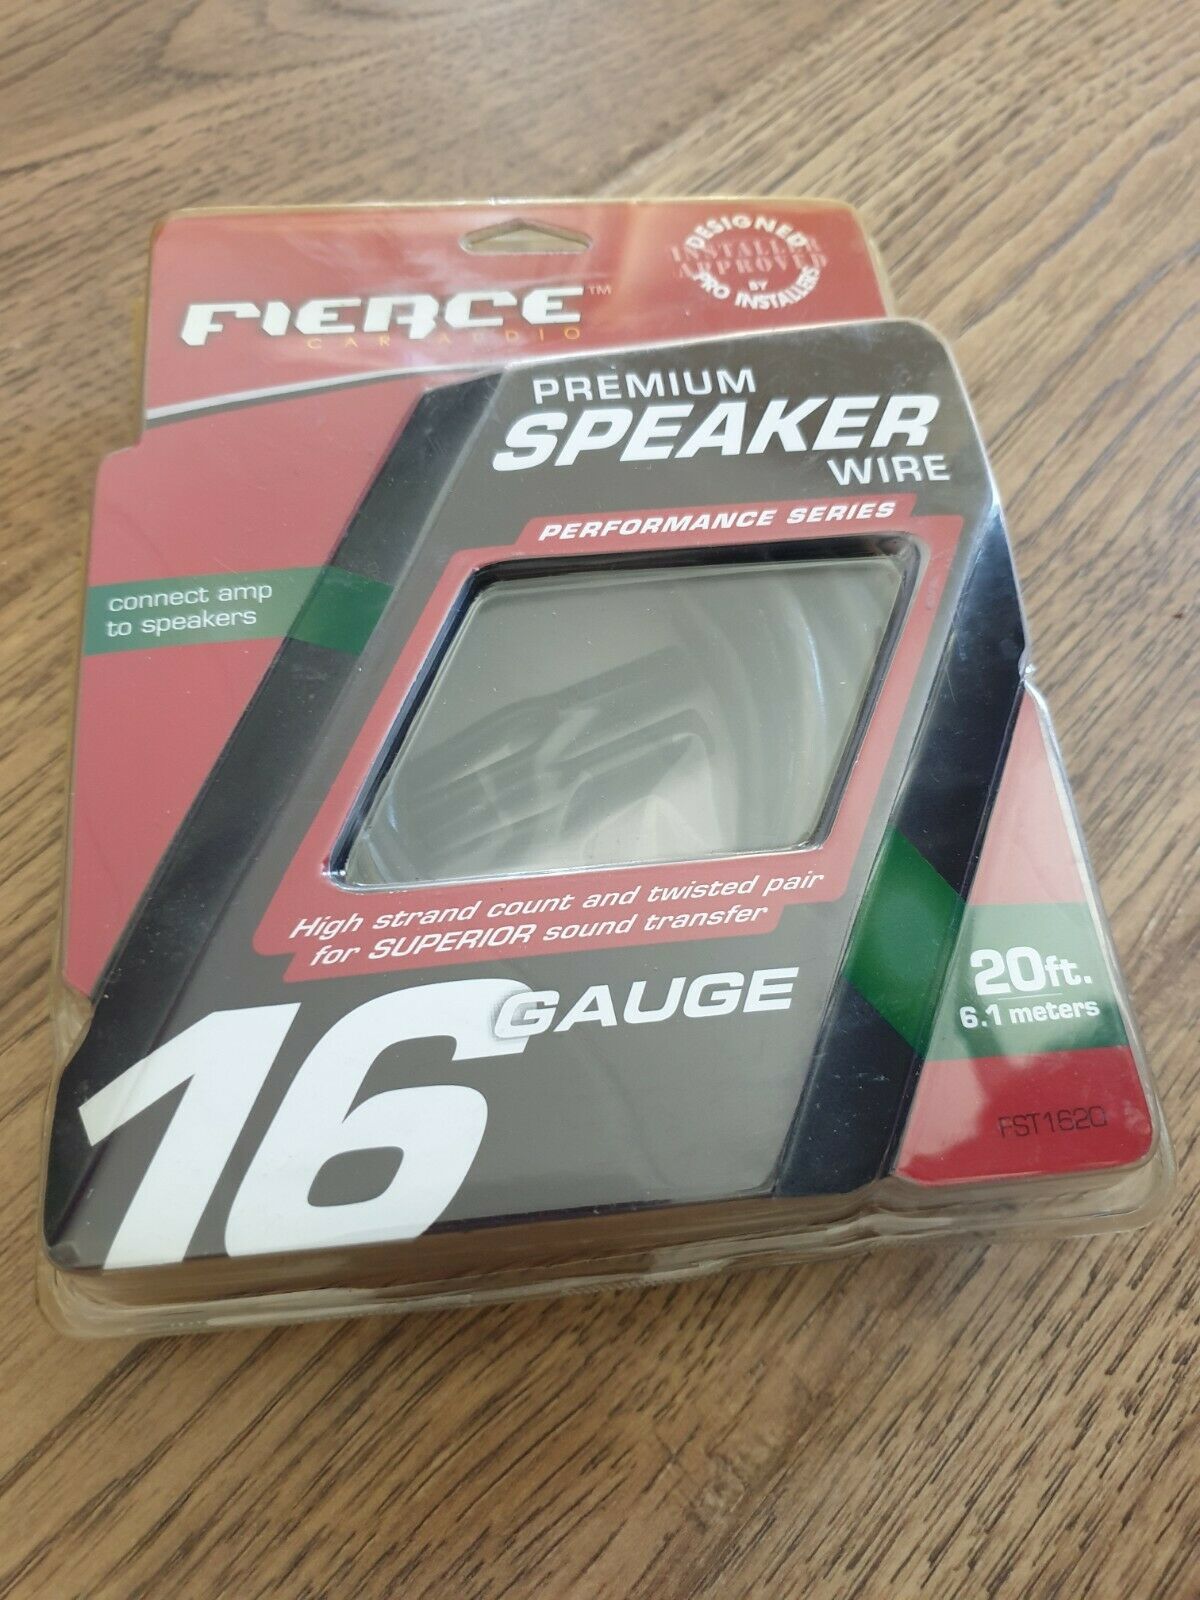 FIERCE™
CAR AUDIO
DESIGNED
INSTALLER
APPROVED
BY
PRO INSTALLERS
PREMIUM
SPEAKER
WIRE
PERFORMANCE SERIES
connect amp
to speakers
High strand count and twisted pair
for SUPERIOR sound transfer
16 GAUGE
20ft.
6.1 meters
FST1620